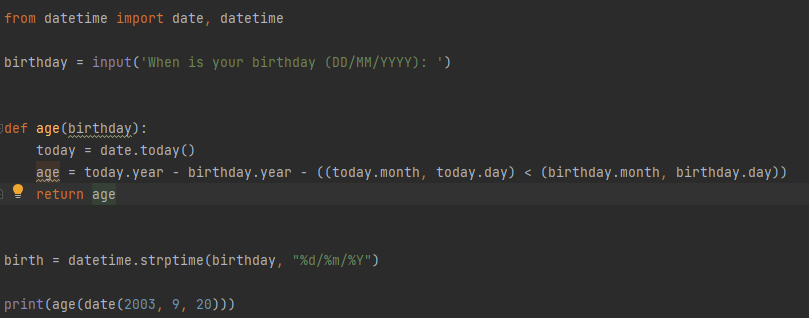 from datetime import date, datetime
birthday = input('When is your birthday (DD/MM/YYYY): ')
def age(birthday):
    today = date.today()
    age = today.year - birthday.year - ((today.month, today.day) < (birthday.month, birthday.day))
    return age
birth = datetime.strptime(birthday, "%d/%m/%Y")
print(age(date(2003, 9, 20)))